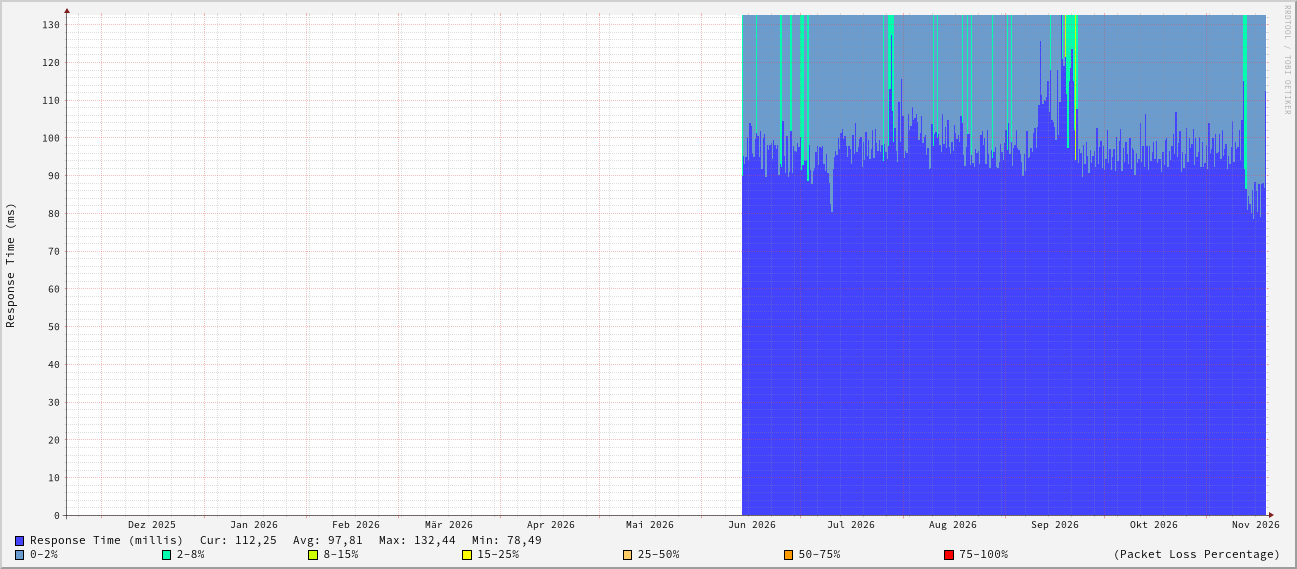 RRDTOOL / TOBI OETIKER
Response Time (ms)
130
120
110
100
90
80
70
60
50
40
30
20
10
0
Dez 2025 Jan 2026 Feb 2026 Mär 2026 Apr 2026 Mai 2026 Jun 2026 Jul 2026 Aug 2026 Sep 2026 Okt 2026 Nov 2026
Response Time (millis) Cur: 112,25 Avg: 97,81 Max: 132,44 Min: 78,49
0-2% 2-8% 8-15% 15-25% 25-50% 50-75% 75-100% (Packet Loss Percentage)